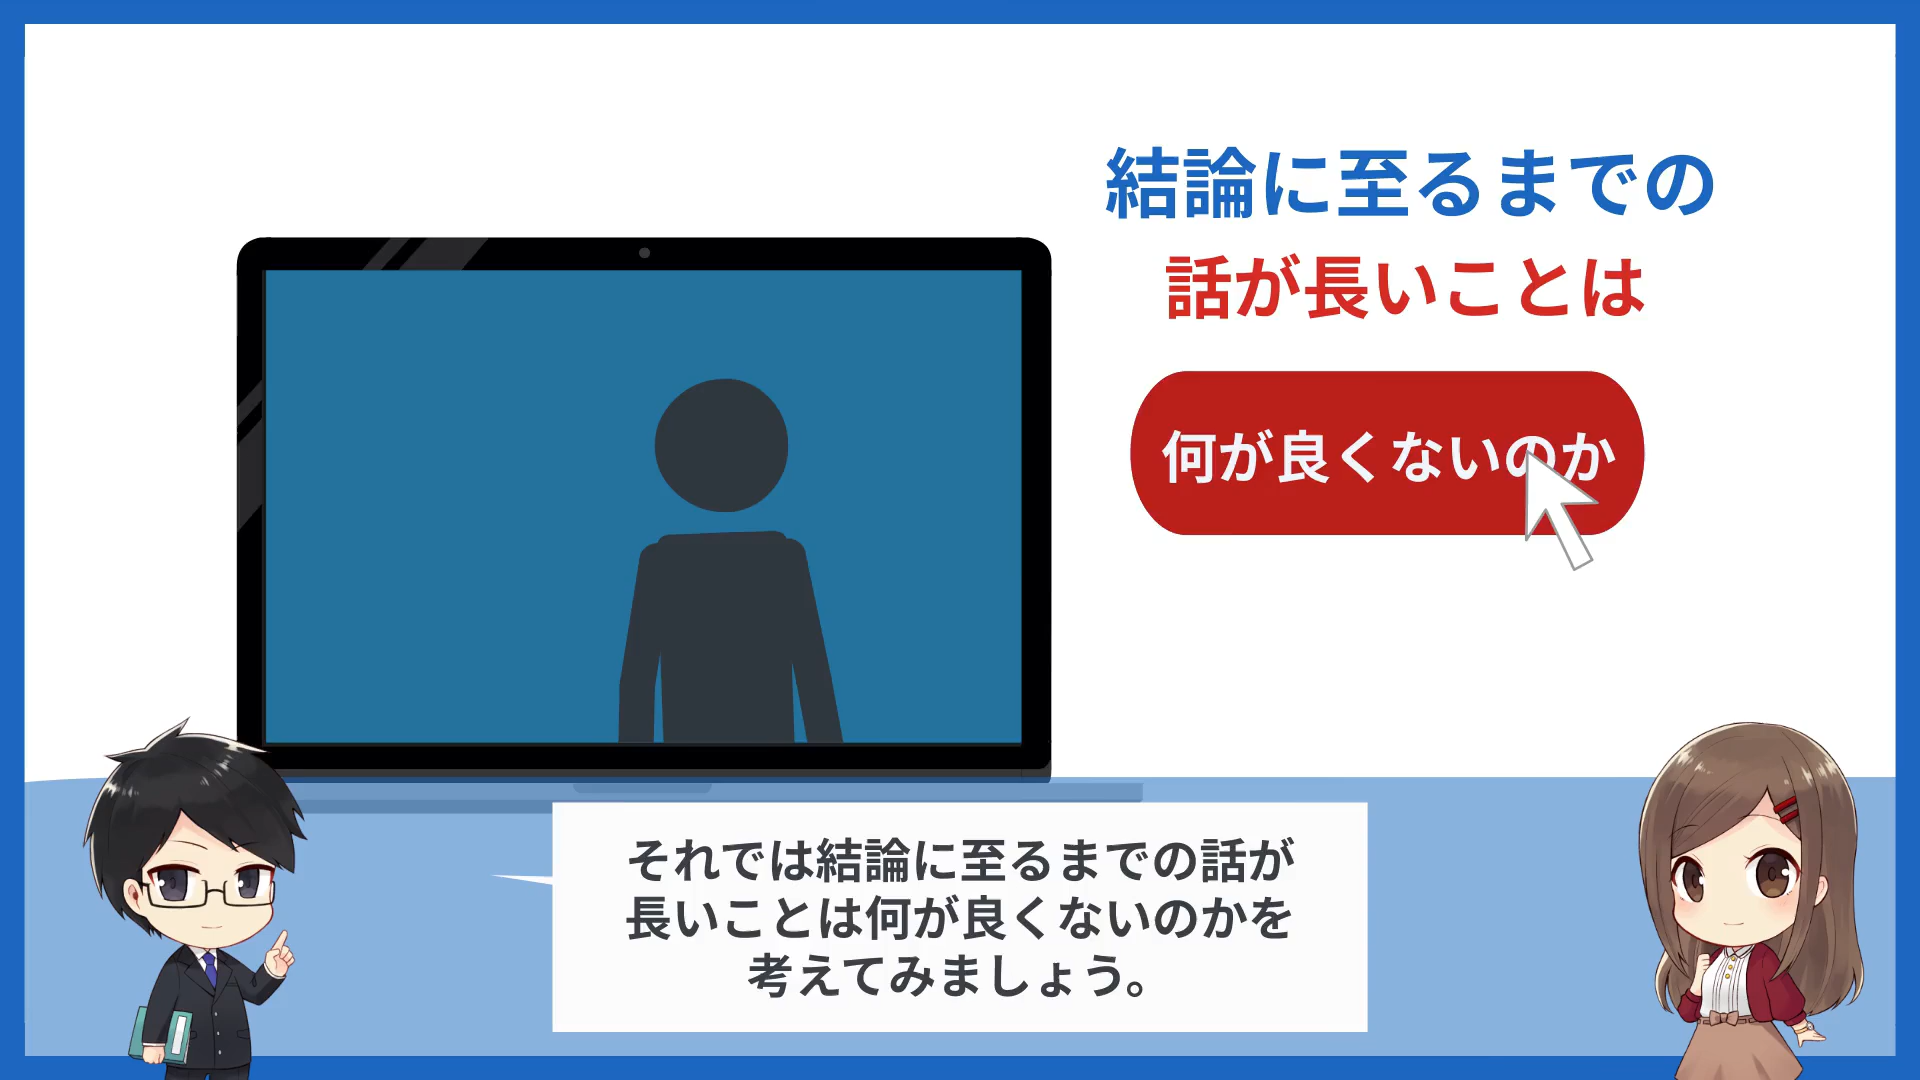 結論に至るまでの
話が長いことは
何が良くないのか
それでは結論に至るまでの話が
長いことは何が良くないのかを
考えてみましょう。